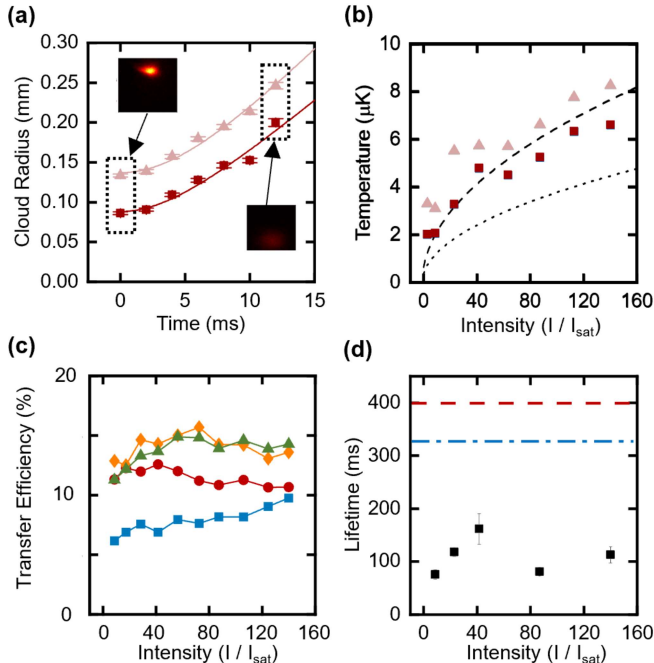 (a)
0.30
0.25
0.20
0.15
0.10
0.05
0.00
Cloud Radius (mm)
0 5 10 15
Time (ms)
(b)
10
8
6
4
2
0
Temperature (μK)
0 40 80 120 160
Intensity (I / Isat)
(c)
20
10
0
Transfer Efficiency (%)
0 40 80 120 160
Intensity (I / Isat)
(d)
400
300
200
100
0
Lifetime (ms)
0 40 80 120 160
Intensity (I / Isat)